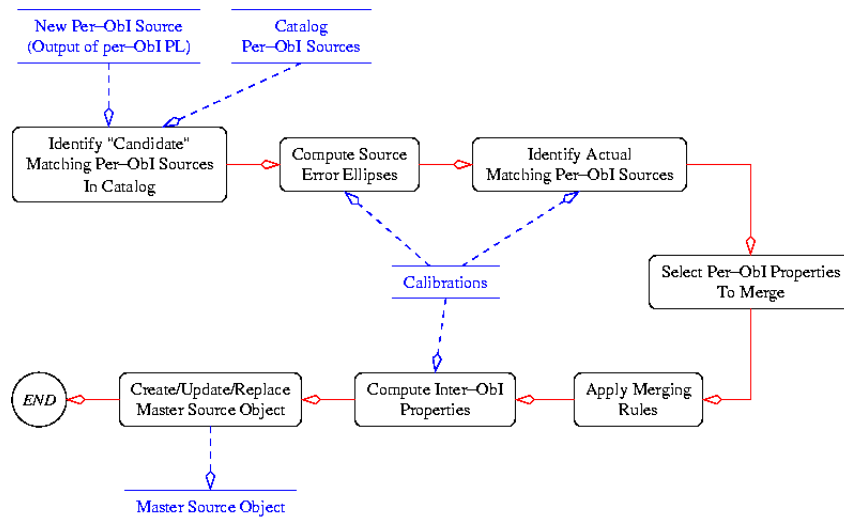 New Per–ObI Source
(Output of per–ObI PL)
Catalog
Per–ObI Sources
Identify "Candidate"
Matching Per–ObI Sources
In Catalog
Compute Source
Error Ellipses
Identify Actual
Matching Per–ObI Sources
Select Per–ObI Properties
To Merge
Calibrations
END
Create/Update/Replace
Master Source Object
Compute Inter–ObI
Properties
Apply Merging
Rules
Master Source Object